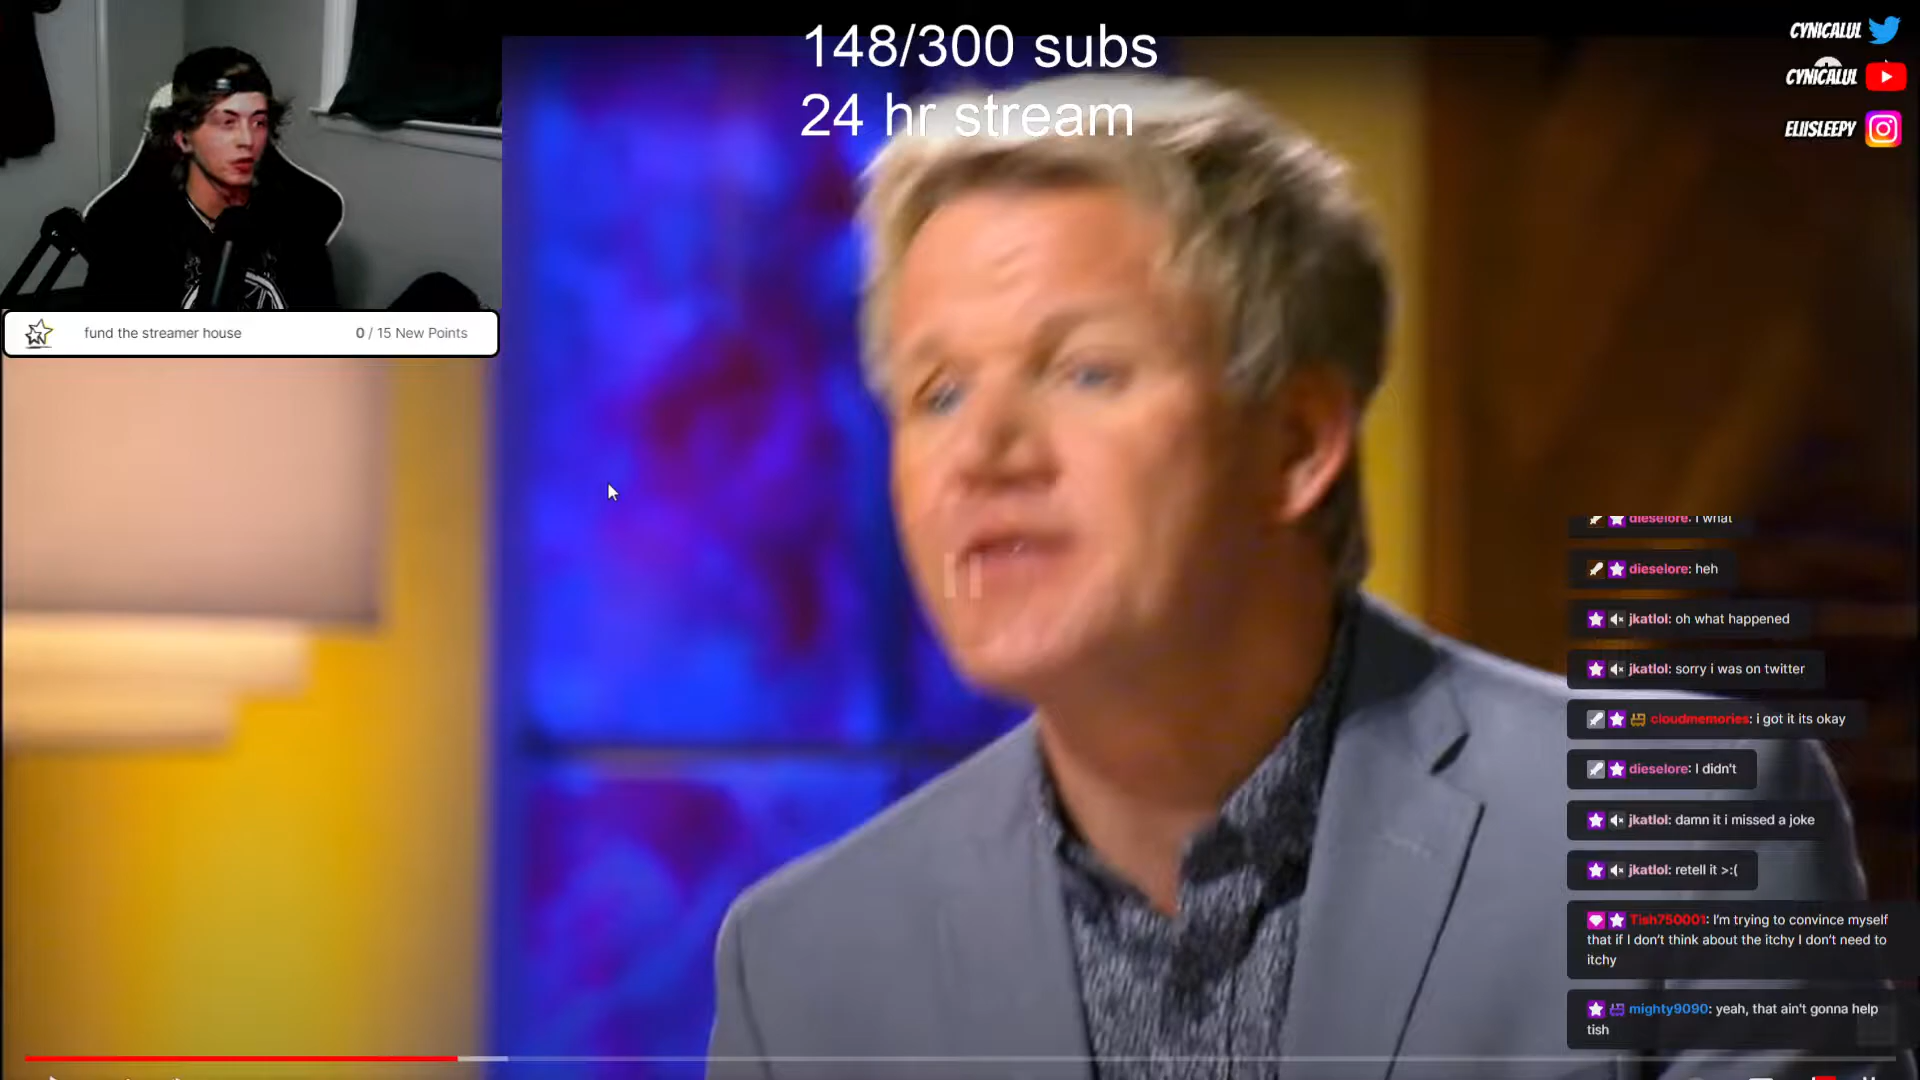 148/300 subs
24 hr stream
CYNICALUL
CYNICALUL
ELIISLEEPY
fund the streamer house 0 / 15 New Points
dieselore: I what
dieselore: heh
jkatlol: oh what happened
jkatlol: sorry i was on twitter
cloudmemories: i got it its okay
dieselore: I didn't
jkatlol: damn it i missed a joke
jkatlol: retell it >:(
Tish750001: I'm trying to convince myself
that if I don't think about the itchy I don't need to
itchy
mighty9090: yeah, that ain't gonna help
tish